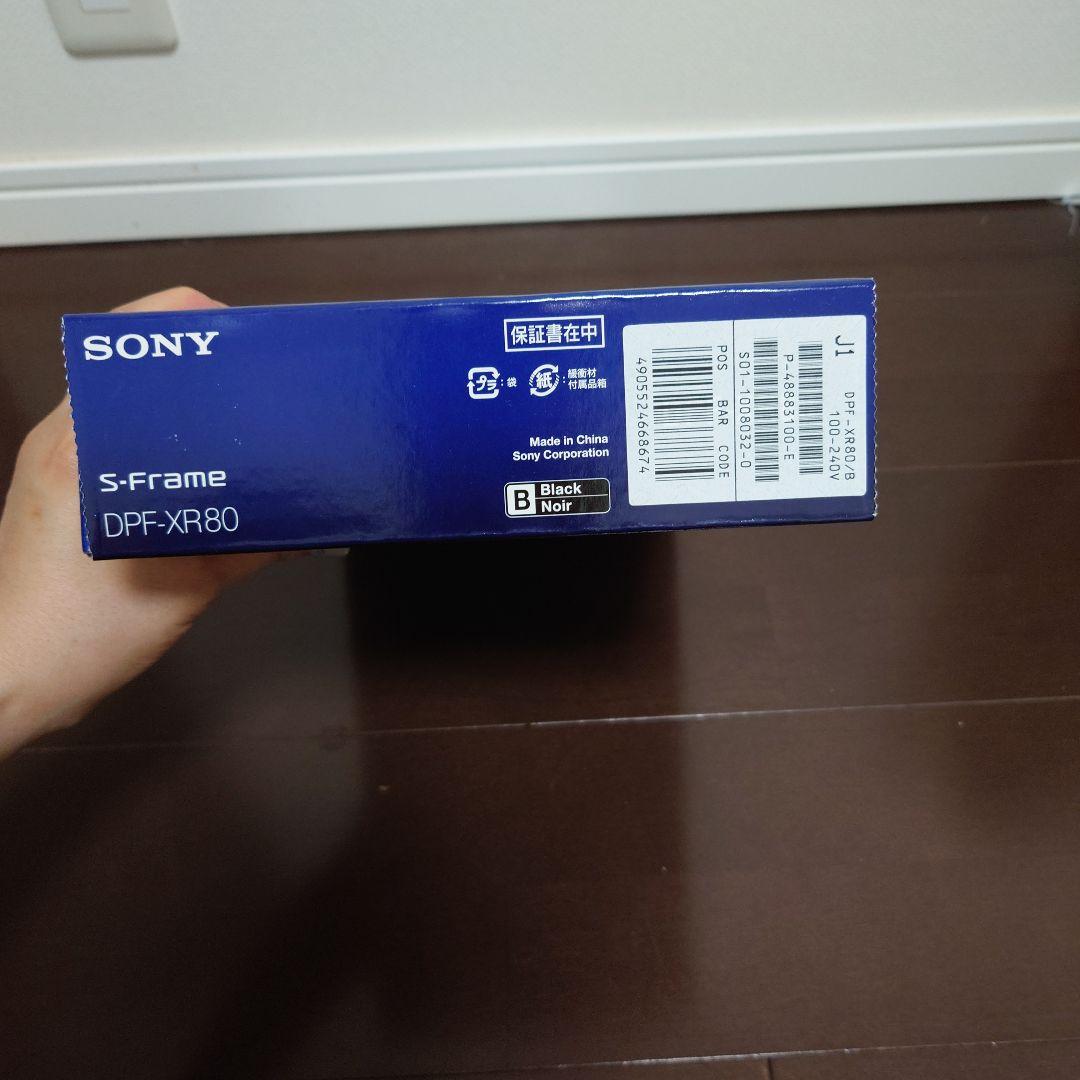 SONY
S-Frame
DPF-XR80
保証書在中
プラ : 袋
紙 : 緩衝材
付属品箱
Made in China
Sony Corporation
B Black
Noir
POS BAR CODE
4905524668674
J1
DPF-XR80/B
100-240V
P-48883100-E
S01-1008032-0